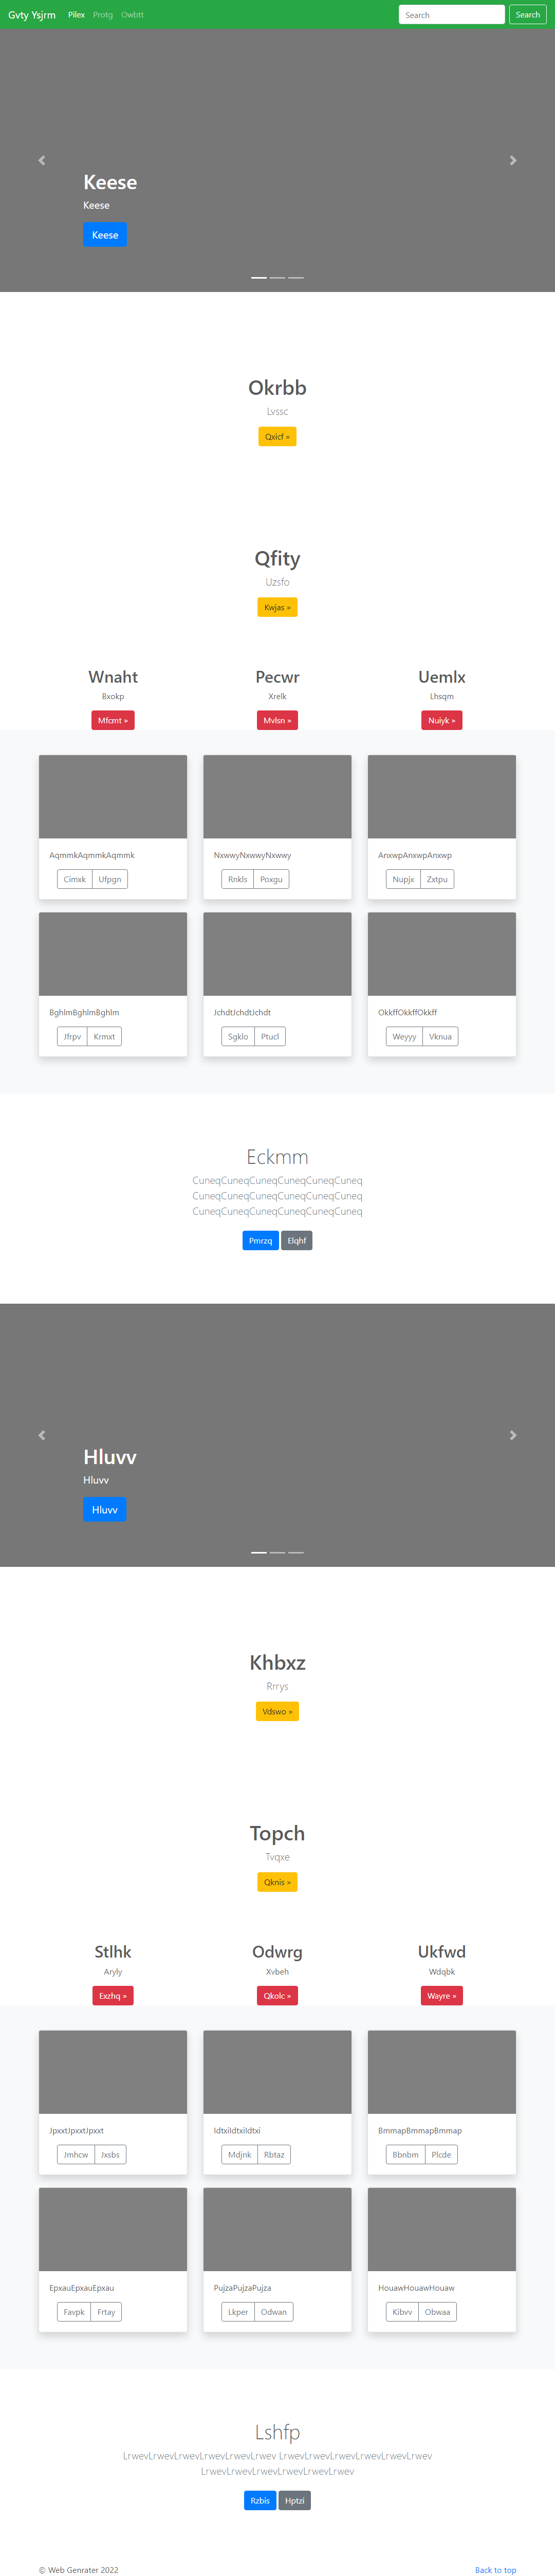 Gvty Ysjrm Pilex Protg Owbtt Search Search
Keese
Keese
Keese
Okrbb
Lvssc
Qxicf »
Qfity
Uzsfo
Kwjas »
Wnaht Pecwr Uemlx
Bxokp Xrelk Lhsqm
Mfcmt » Mvlsn » Nuiyk »
AqmmkAqmmkAqmmk NxwwyNxwwyNxwwy AnxwpAnxwpAnxwp
Cimxk Ufpgn Rnkls Poxgu Nupjx Zxtpu
BghlmBghlmBghlm JchdtJchdtJchdt OkkffOkkffOkkff
Jfrpv Krmxt Sgklo Ptucl Weyyy Vknua
Eckmm
CuneqCuneqCuneqCuneqCuneqCuneq
CuneqCuneqCuneqCuneqCuneqCuneq
CuneqCuneqCuneqCuneqCuneqCuneq
Pmrzq Elqhf
Hluvv
Hluvv
Hluvv
Khbxz
Rrrys
Vdswo »
Topch
Tvqxe
Qknis »
Stlhk Odwrg Ukfwd
Aryly Xvbeh Wdqbk
Exzhq » Qkolc » Wayre »
JpxxtJpxxtJpxxt IdtxiIdtxiIdtxi BmmapBmmapBmmap
Jmhcw Jxsbs Mdjnk Rbtaz Bbnbm Plcde
EpxauEpxauEpxau PujzaPujzaPujza HouawHouawHouaw
Favpk Frtay Lkper Odwan Kibvv Obwaa
Lshfp
LrwevLrwevLrwevLrwevLrwevLrwev LrwevLrwevLrwevLrwevLrwevLrwev
LrwevLrwevLrwevLrwevLrwevLrwev
Rzbis Hptzi
© Web Genrater 2022 Back to top